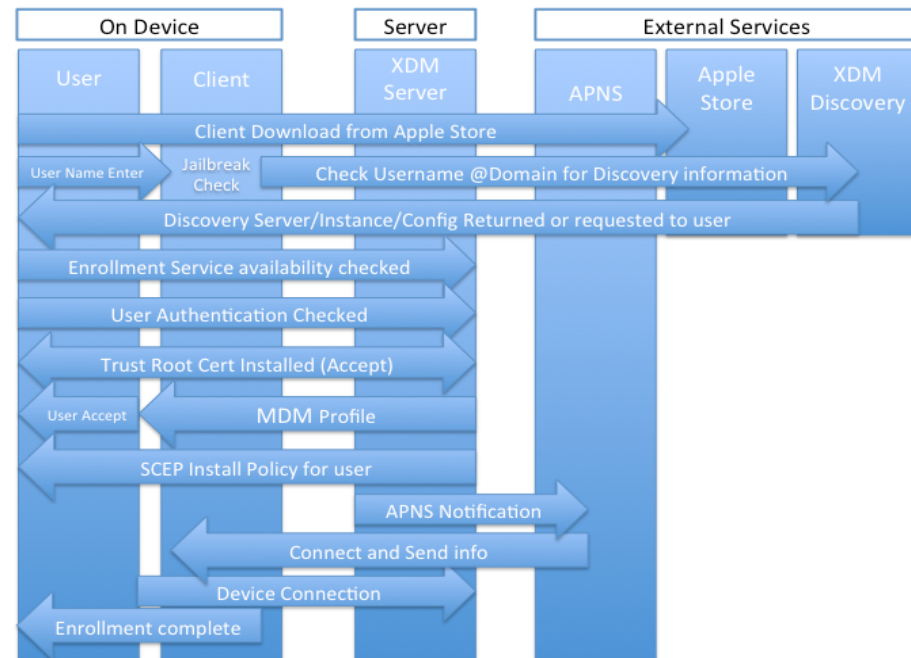 On Device
Server
External Services
User
Client
XDM
Server
APNS
Apple
Store
XDM
Discovery
Client Download from Apple Store
User Name Enter
Jailbreak
Check
Check Username @Domain for Discovery information
Discovery Server/Instance/Config Returned or requested to user
Enrollment Service availability checked
User Authentication Checked
Trust Root Cert Installed (Accept)
User Accept
MDM Profile
SCEP Install Policy for user
APNS Notification
Connect and Send info
Device Connection
Enrollment complete